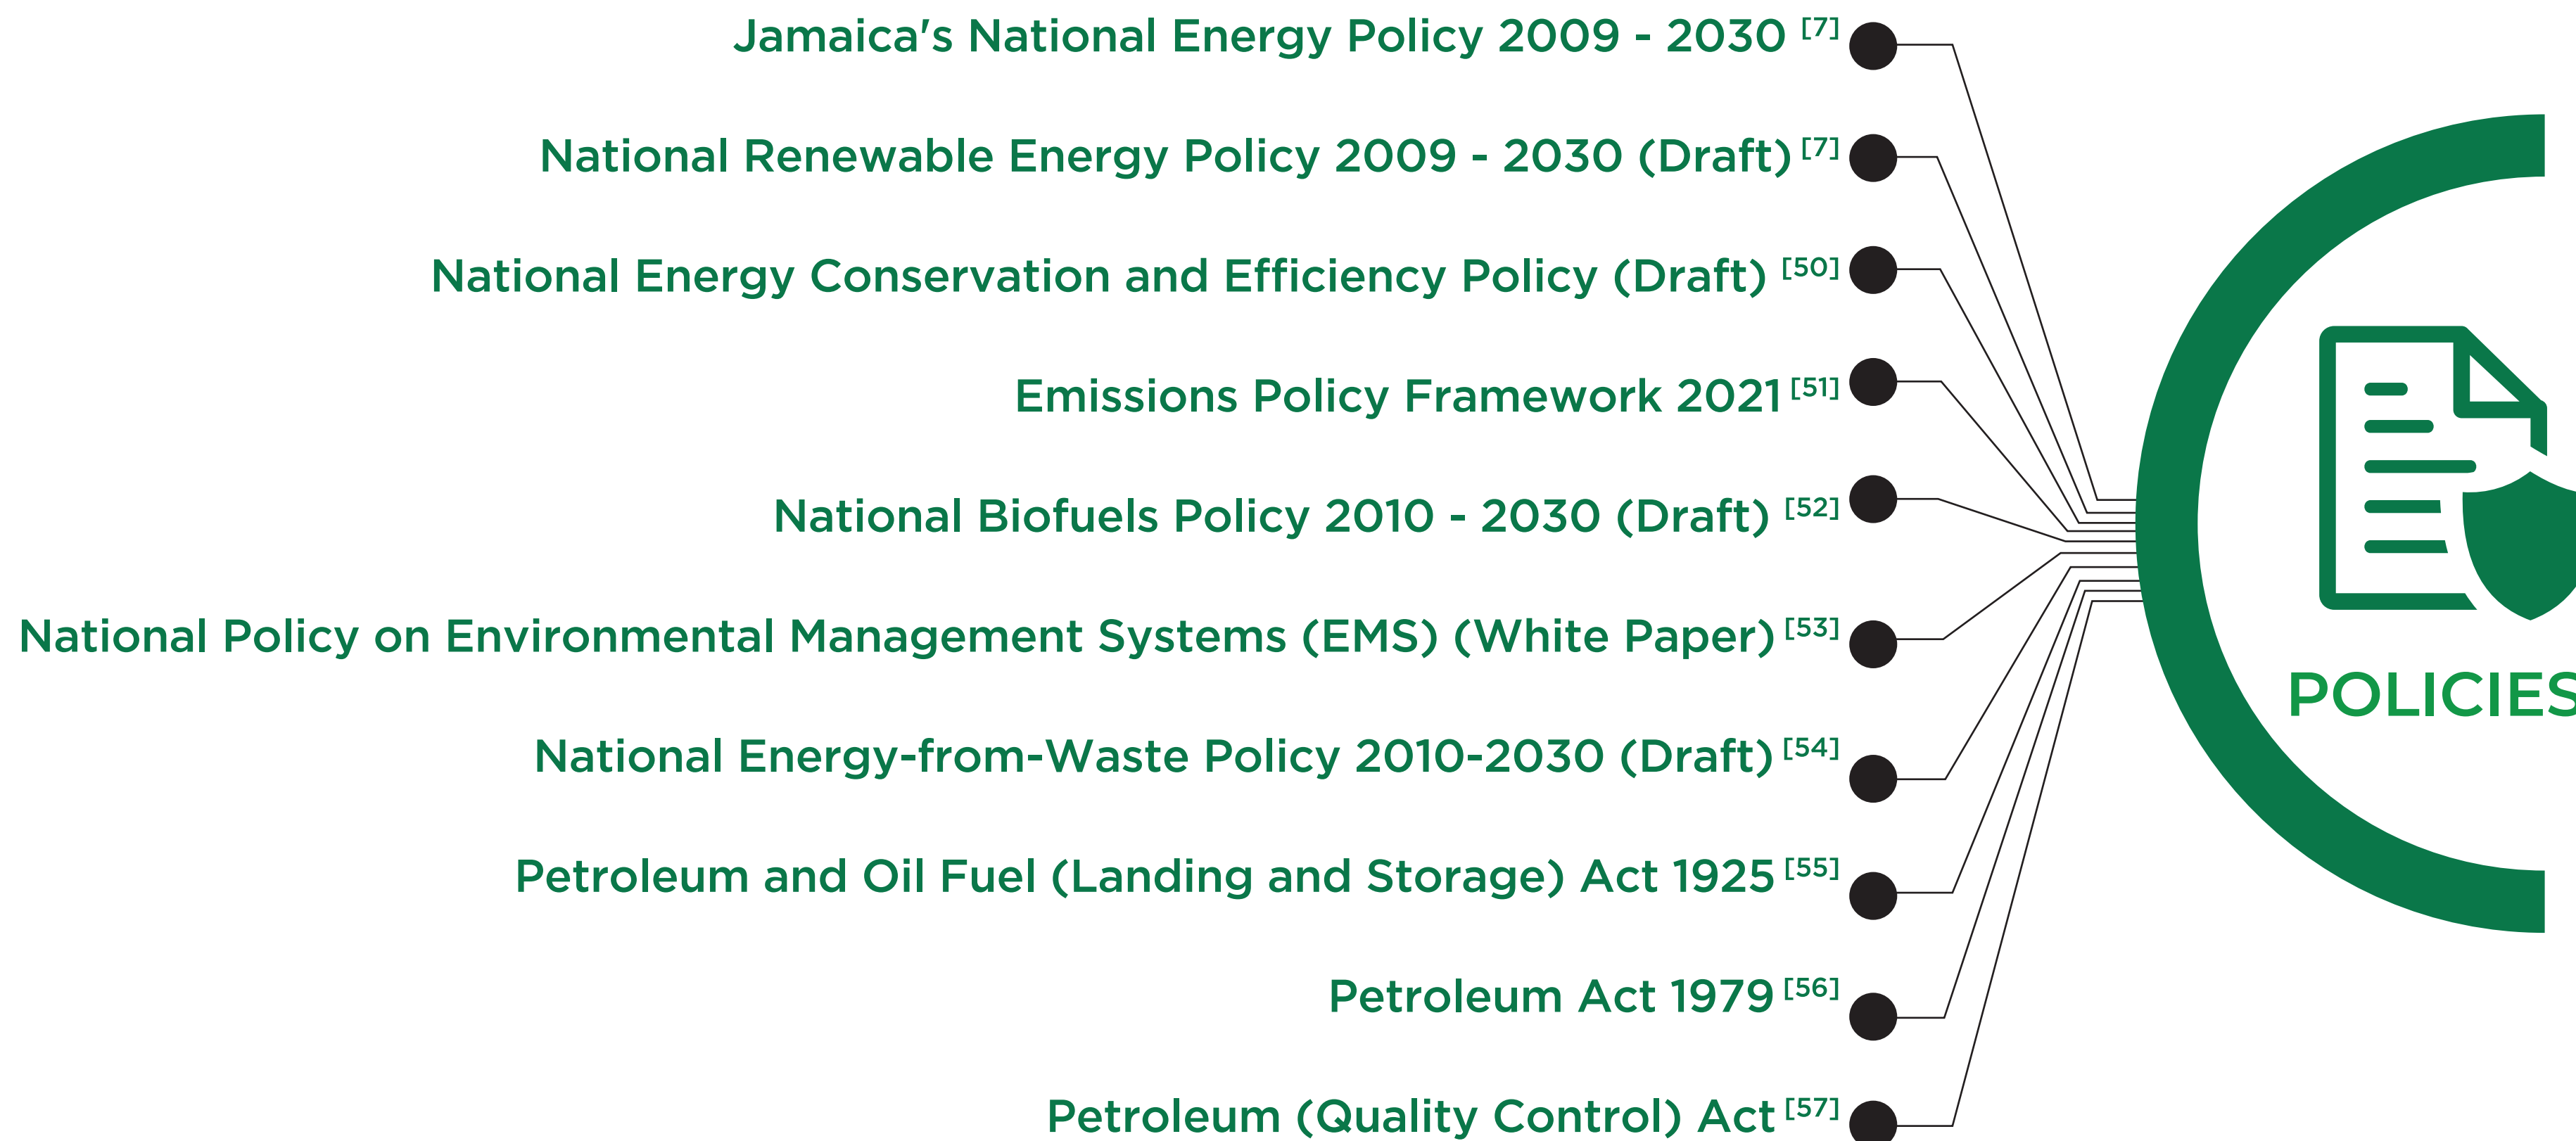 Jamaica's National Energy Policy 2009 - 2030 [7]
National Renewable Energy Policy 2009 - 2030 (Draft) [7]
National Energy Conservation and Efficiency Policy (Draft) [50]
Emissions Policy Framework 2021 [51]
National Biofuels Policy 2010 - 2030 (Draft) [52]
National Policy on Environmental Management Systems (EMS) (White Paper) [53]
National Energy-from-Waste Policy 2010-2030 (Draft) [54]
Petroleum and Oil Fuel (Landing and Storage) Act 1925 [55]
Petroleum Act 1979 [56]
Petroleum (Quality Control) Act [57]
POLICIES